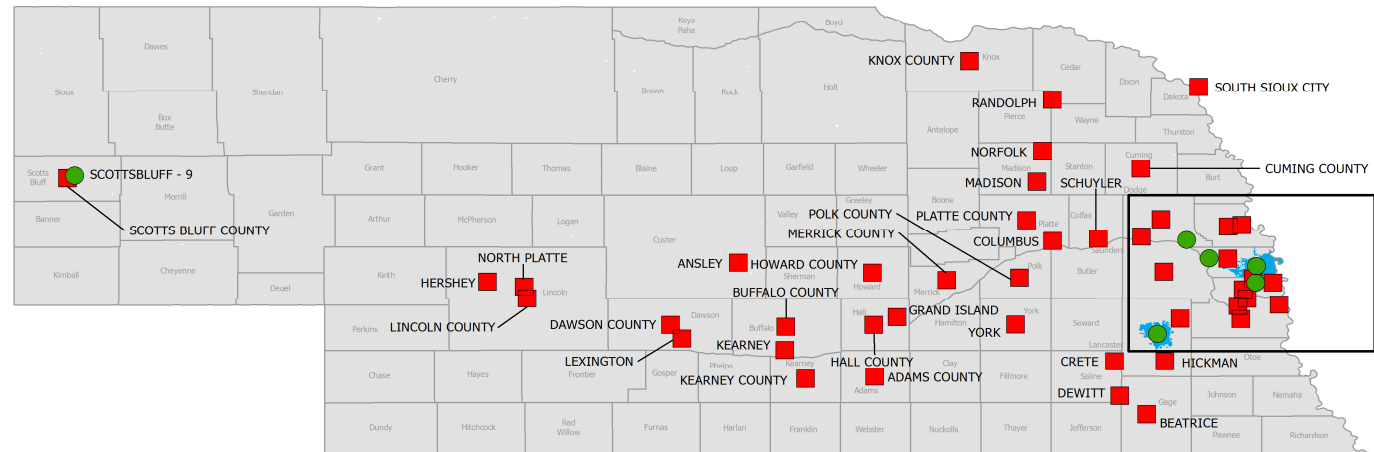 Keya
Paha
Boyd
Dawes
KNOX COUNTY
Knox
Cedar
Cherry
Sioux
Sheridan
Brown
Rock
Holt
Dixon
SOUTH SIOUX CITY
Dakota
RANDOLPH
Pierce
Box
Butte
Antelope
Wayne
Thurston
NORFOLK
Cuming
Scotts
Bluff
SCOTTSBLUFF - 9
Grant
Hooker
Thomas
Blaine
Loup
Garfield
Wheeler
Madison
Stanton
CUMING COUNTY
Burt
MADISON
SCHUYLER
Dodge
Morrill
Banner
Garden
Arthur
McPherson
Logan
Valley
Greeley
Boone
POLK COUNTY
PLATTE COUNTY
Platte
Colfax
SCOTTS BLUFF COUNTY
MERRICK COUNTY
COLUMBUS
Saunders
Custer
NORTH PLATTE
Kimball
Cheyenne
Keith
ANSLEY
HOWARD COUNTY
Sherman
Polk
Butler
Deuel
HERSHEY
Lincoln
BUFFALO COUNTY
Howard
Merrick
LINCOLN COUNTY
Perkins
DAWSON COUNTY
Dawson
Buffalo
Hall
GRAND ISLAND
Hamilton
York
YORK
Seward
Lancaster
KEARNEY
LEXINGTON
HALL COUNTY
Kearney
Clay
CRETE
HICKMAN
Otoe
Chase
Hayes
Frontier
Gosper
Phelps
KEARNEY COUNTY
Adams
ADAMS COUNTY
Fillmore
Saline
DEWITT
Gage
Johnson
Nemaha
BEATRICE
Dundy
Hitchcock
Red
Willow
Furnas
Harlan
Franklin
Webster
Nuckolls
Thayer
Jefferson
Pawnee
Richardson